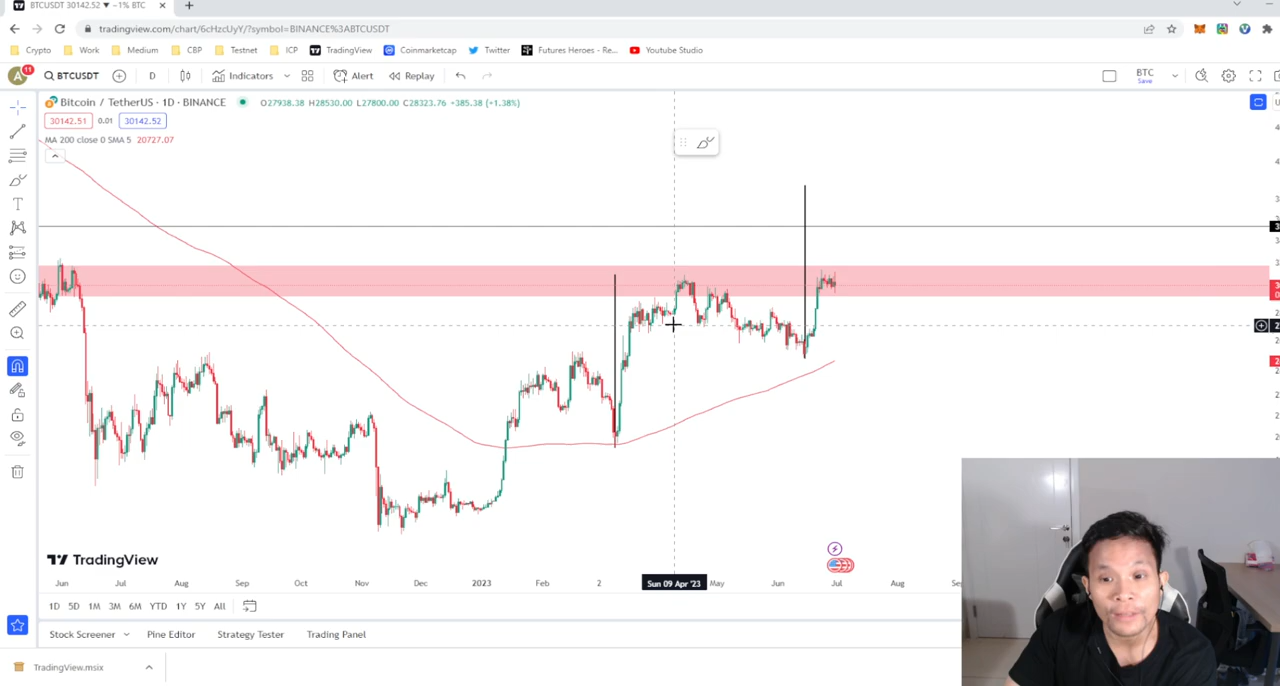 BTCUSDT 30142.52 ▼ −1% BTC
tradingview.com/chart/6cHzcUyY/?symbol=BINANCE%3ABTCUSDT
Crypto Work Medium CBP Testnet ICP TradingView Coinmarketcap Twitter Futures Heroes - Re... Youtube Studio
A 11 BTCUSDT D Indicators Alert Replay BTC
Save
Bitcoin / TetherUS · 1D · BINANCE O27938.38 H28530.00 L27800.00 C28323.76 +385.38 (+1.38%)
30142.51 0.01 30142.52
MA 200 close 0 SMA 5 20727.07
TradingView
Jun Jul Aug Sep Oct Nov Dec 2023 Feb 2 Sun 09 Apr '23 May Jun Jul Aug
1D 5D 1M 3M 6M YTD 1Y 5Y All
Stock Screener Pine Editor Strategy Tester Trading Panel
TradingView.msix